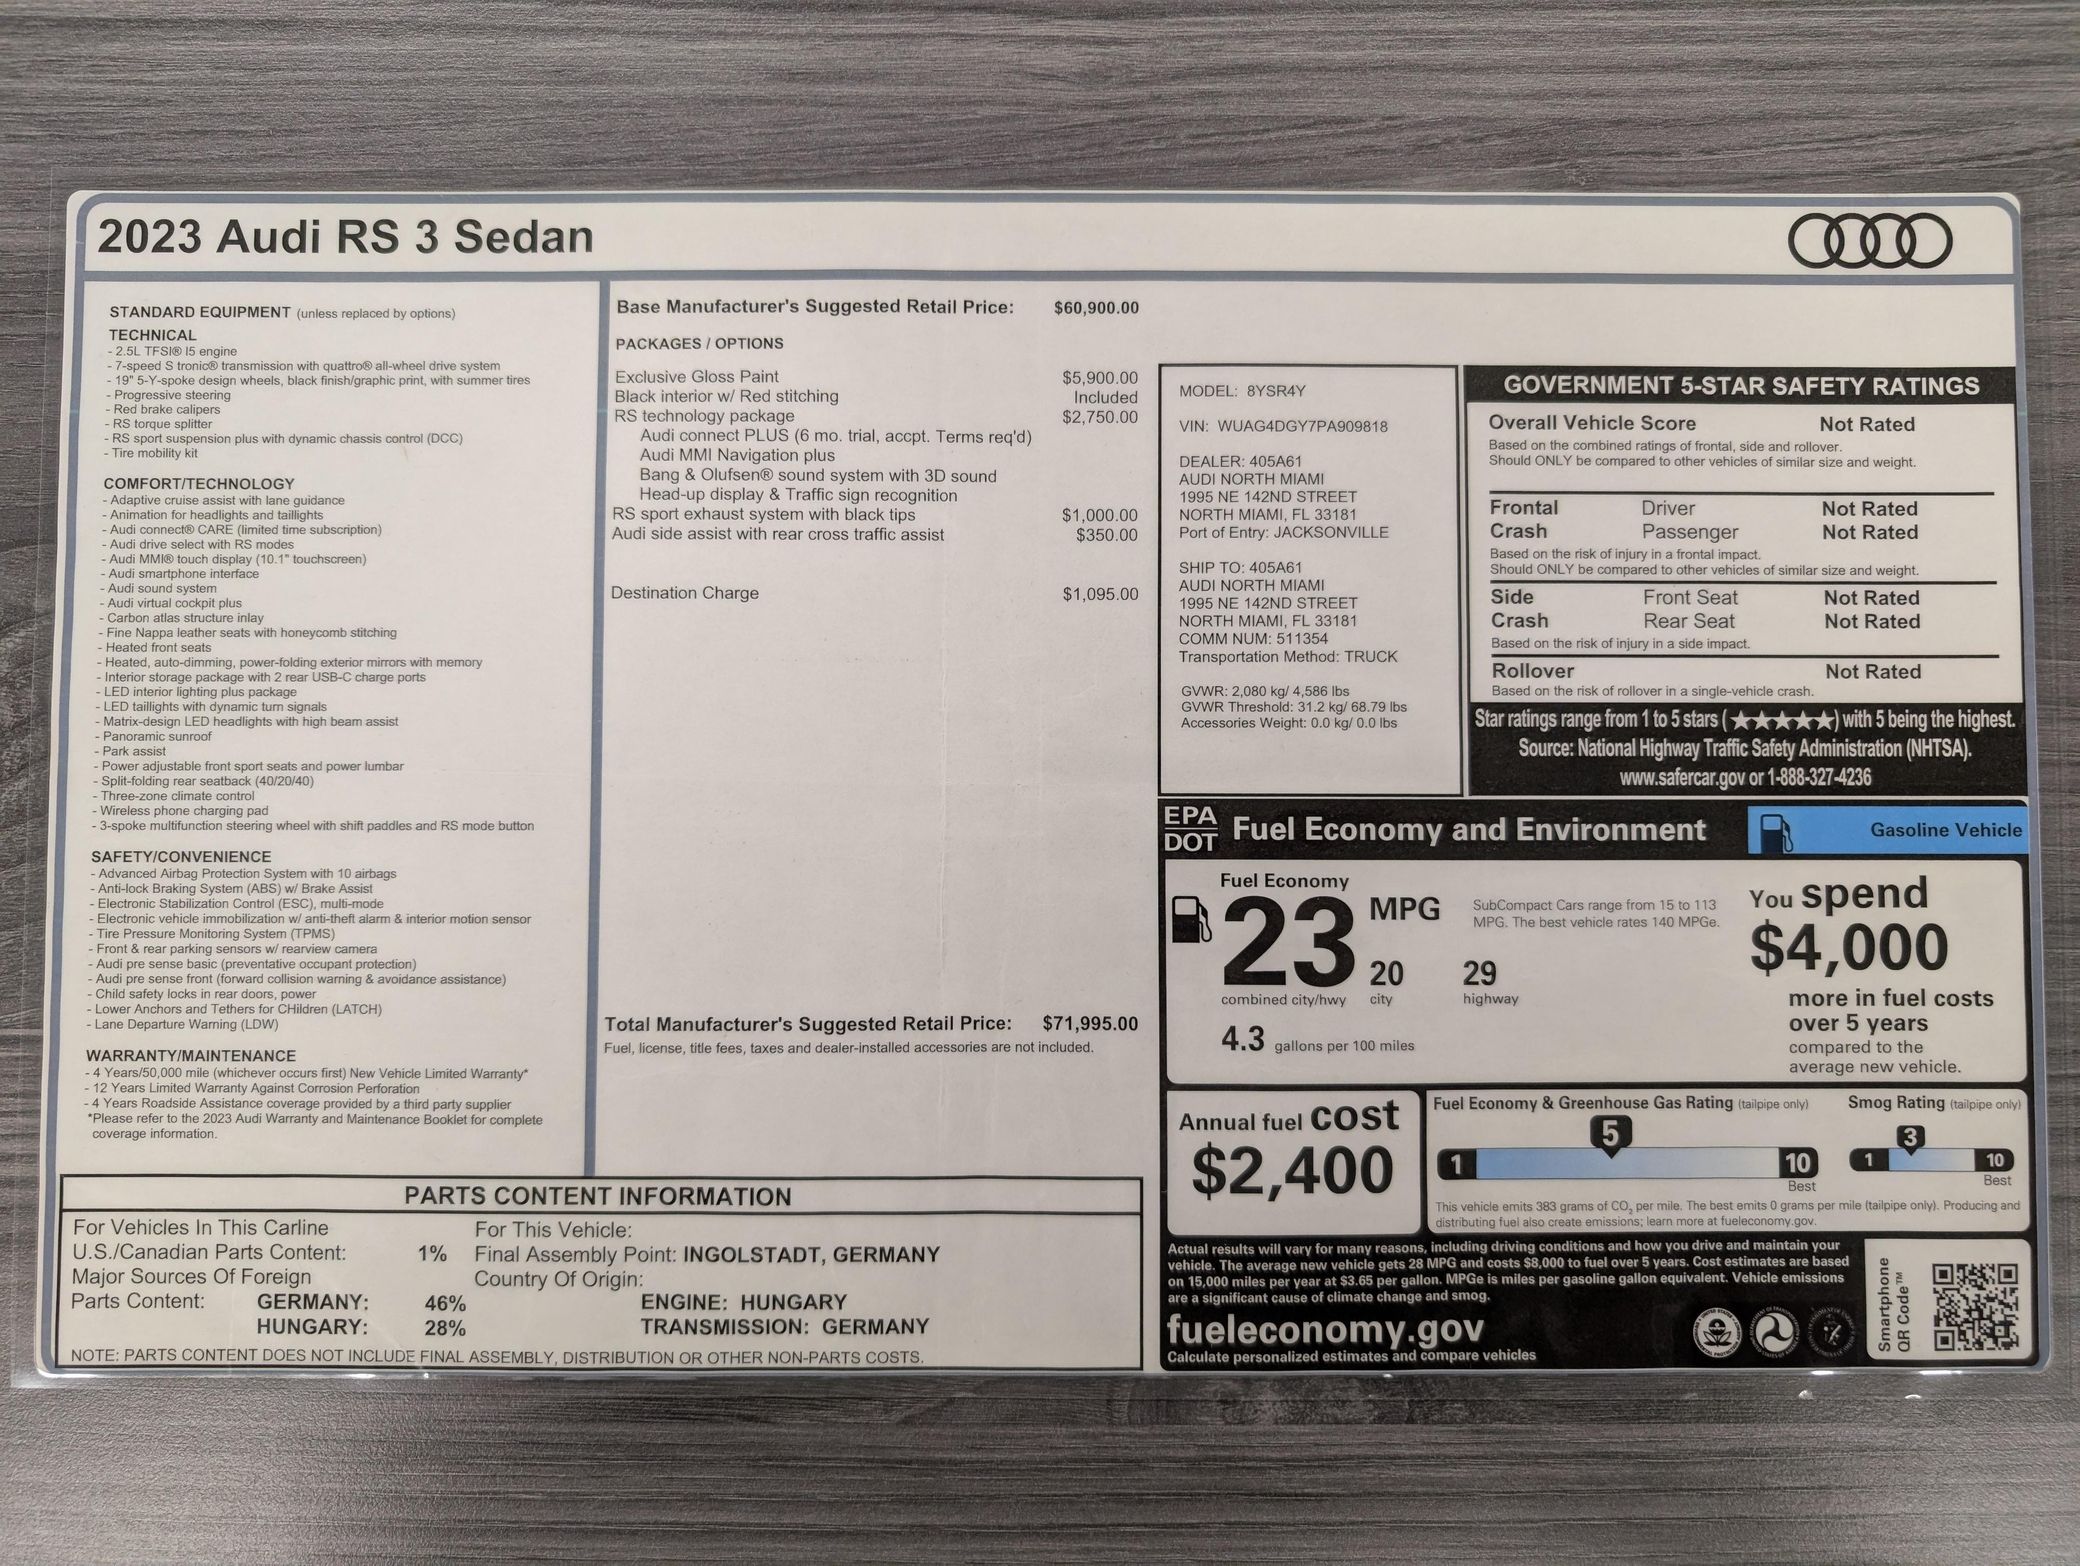 2023 Audi RS 3 Sedan
STANDARD EQUIPMENT (unless replaced by options)
TECHNICAL
- 2.5L TFSI® I5 engine
- 7-speed S tronic® transmission with quattro® all-wheel drive system
- 19" 5-Y-spoke design wheels, black finish/graphic print, with summer tires
- Progressive steering
- Red brake calipers
- RS torque splitter
- RS sport suspension plus with dynamic chassis control (DCC)
- Tire mobility kit
COMFORT/TECHNOLOGY
- Adaptive cruise assist with lane guidance
- Animation for headlights and taillights
- Audi connect® CARE (limited time subscription)
- Audi drive select with RS modes
- Audi MMI® touch display (10.1" touchscreen)
- Audi smartphone interface
- Audi sound system
- Audi virtual cockpit plus
- Carbon atlas structure inlay
- Fine Nappa leather seats with honeycomb stitching
- Heated front seats
- Heated, auto-dimming, power-folding exterior mirrors with memory
- Interior storage package with 2 rear USB-C charge ports
- LED interior lighting plus package
- LED taillights with dynamic turn signals
- Matrix-design LED headlights with high beam assist
- Panoramic sunroof
- Park assist
- Power adjustable front sport seats and power lumbar
- Split-folding rear seatback (40/20/40)
- Three-zone climate control
- Wireless phone charging pad
- 3-spoke multifunction steering wheel with shift paddles and RS mode button
SAFETY/CONVENIENCE
- Advanced Airbag Protection System with 10 airbags
- Anti-lock Braking System (ABS) w/ Brake Assist
- Electronic Stabilization Control (ESC), multi-mode
- Electronic vehicle immobilization w/ anti-theft alarm & interior motion sensor
- Tire Pressure Monitoring System (TPMS)
- Front & rear parking sensors w/ rearview camera
- Audi pre sense basic (preventative occupant protection)
- Audi pre sense front (forward collision warning & avoidance assistance)
- Child safety locks in rear doors, power
- Lower Anchors and Tethers for CHildren (LATCH)
- Lane Departure Warning (LDW)
WARRANTY/MAINTENANCE
- 4 Years/50,000 mile (whichever occurs first) New Vehicle Limited Warranty*
- 12 Years Limited Warranty Against Corrosion Perforation
- 4 Years Roadside Assistance coverage provided by a third party supplier
*Please refer to the 2023 Audi Warranty and Maintenance Booklet for complete
coverage information.
Base Manufacturer's Suggested Retail Price: $60,900.00
PACKAGES / OPTIONS
Exclusive Gloss Paint $5,900.00
Black interior w/ Red stitching Included
RS technology package $2,750.00
Audi connect PLUS (6 mo. trial, accpt. Terms req'd)
Audi MMI Navigation plus
Bang & Olufsen® sound system with 3D sound
Head-up display & Traffic sign recognition
RS sport exhaust system with black tips $1,000.00
Audi side assist with rear cross traffic assist $350.00
Destination Charge $1,095.00
Total Manufacturer's Suggested Retail Price: $71,995.00
Fuel, license, title fees, taxes and dealer-installed accessories are not included.
MODEL: 8YSR4Y
VIN: WUAG4DGY7PA909818
DEALER: 405A61
AUDI NORTH MIAMI
1995 NE 142ND STREET
NORTH MIAMI, FL 33181
Port of Entry: JACKSONVILLE
SHIP TO: 405A61
AUDI NORTH MIAMI
1995 NE 142ND STREET
NORTH MIAMI, FL 33181
COMM NUM: 511354
Transportation Method: TRUCK
GVWR: 2,080 kg/ 4,586 lbs
GVWR Threshold: 31.2 kg/ 68.79 lbs
Accessories Weight: 0.0 kg/ 0.0 lbs
GOVERNMENT 5-STAR SAFETY RATINGS
Overall Vehicle Score Not Rated
Based on the combined ratings of frontal, side and rollover.
Should ONLY be compared to other vehicles of similar size and weight.
Frontal Driver Not Rated
Crash Passenger Not Rated
Based on the risk of injury in a frontal impact.
Should ONLY be compared to other vehicles of similar size and weight.
Side Front Seat Not Rated
Crash Rear Seat Not Rated
Based on the risk of injury in a side impact.
Rollover Not Rated
Based on the risk of rollover in a single-vehicle crash.
Star ratings range from 1 to 5 stars (★★★★★) with 5 being the highest.
Source: National Highway Traffic Safety Administration (NHTSA).
www.safercar.gov or 1-888-327-4236
EPA
DOT
Fuel Economy and Environment
Gasoline Vehicle
Fuel Economy
23 MPG
combined city/hwy
20
city
29
highway
4.3 gallons per 100 miles
SubCompact Cars range from 15 to 113
MPG. The best vehicle rates 140 MPGe.
You spend
$4,000
more in fuel costs
over 5 years
compared to the
average new vehicle.
Annual fuel cost
$2,400
Fuel Economy & Greenhouse Gas Rating (tailpipe only)
5
1 10
Best
Smog Rating (tailpipe only)
3
1 10
Best
This vehicle emits 383 grams of CO₂ per mile. The best emits 0 grams per mile (tailpipe only). Producing and
distributing fuel also create emissions; learn more at fueleconomy.gov.
Actual results will vary for many reasons, including driving conditions and how you drive and maintain your
vehicle. The average new vehicle gets 28 MPG and costs $8,000 to fuel over 5 years. Cost estimates are based
on 15,000 miles per year at $3.65 per gallon. MPGe is miles per gasoline gallon equivalent. Vehicle emissions
are a significant cause of climate change and smog.
fueleconomy.gov
Calculate personalized estimates and compare vehicles
Smartphone
QR Code™
PARTS CONTENT INFORMATION
For Vehicles In This Carline
U.S./Canadian Parts Content: 1%
Major Sources Of Foreign
Parts Content: GERMANY: 46%
HUNGARY: 28%
For This Vehicle:
Final Assembly Point: INGOLSTADT, GERMANY
Country Of Origin:
ENGINE: HUNGARY
TRANSMISSION: GERMANY
NOTE: PARTS CONTENT DOES NOT INCLUDE FINAL ASSEMBLY, DISTRIBUTION OR OTHER NON-PARTS COSTS.